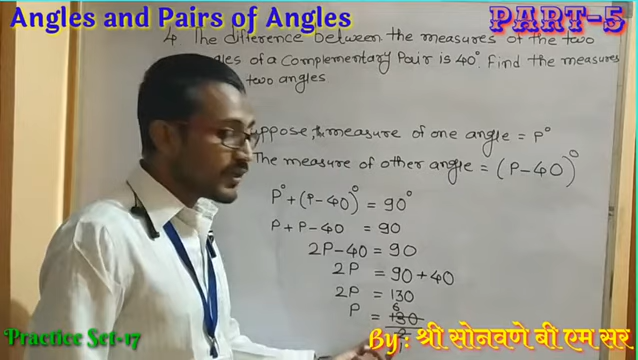 Angles and Pairs of Angles
PART-5
4 The difference between the measures of the two
of a Complementary Pair is 40°. Find the measures
two angles
the measure of one angle = P°
The measure of other angle = (P-40)°
P° + (P-40)° = 90°
P + P - 40 = 90
2P - 40 = 90
2P = 90 + 40
2P = 130
P = 130
Practice Set-17
By : श्री सोनवणे बी एम सर